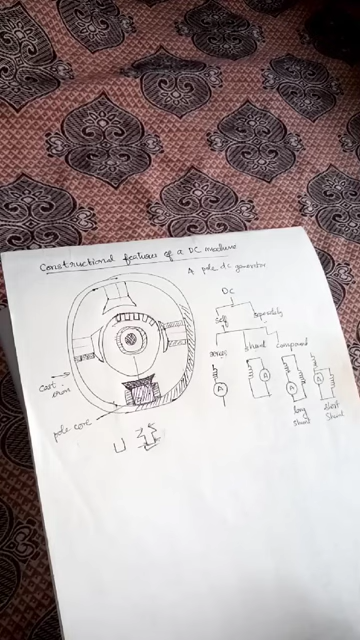 Constructional features of a DC machine
4 pole dc generator
DC
Self
separately
series
shunt
compound
A
A
A
A
long
shunt
short
shunt
Cast
iron
pole core